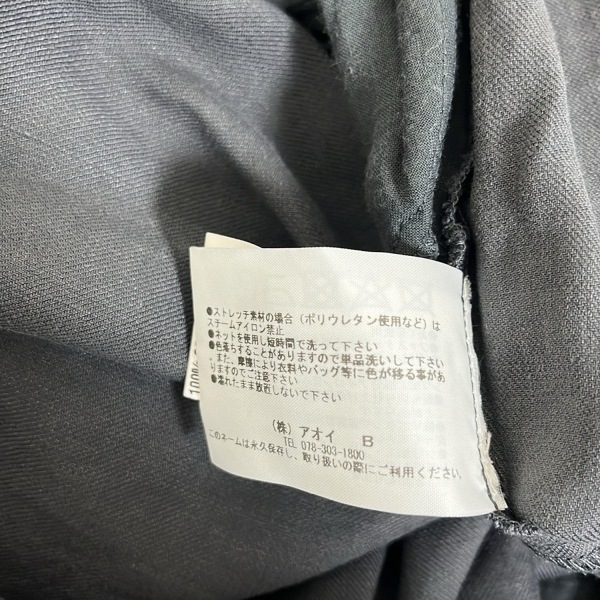 ●ストレッチ素材の場合（ポリウレタン使用など）は
スチームアイロン禁止
●ネットを使用し短時間で洗って下さい
●色落ちすることがありますので単品洗いして下さい
．また、摩擦により衣料やバッグ等に色が移る事があ
りますのでご注意下さい
●濡れたまま放置しないで下さい
（株）アオイ　B
TEL 078-303-1800
このネームは永久保存し、取り扱いの際にご利用ください。